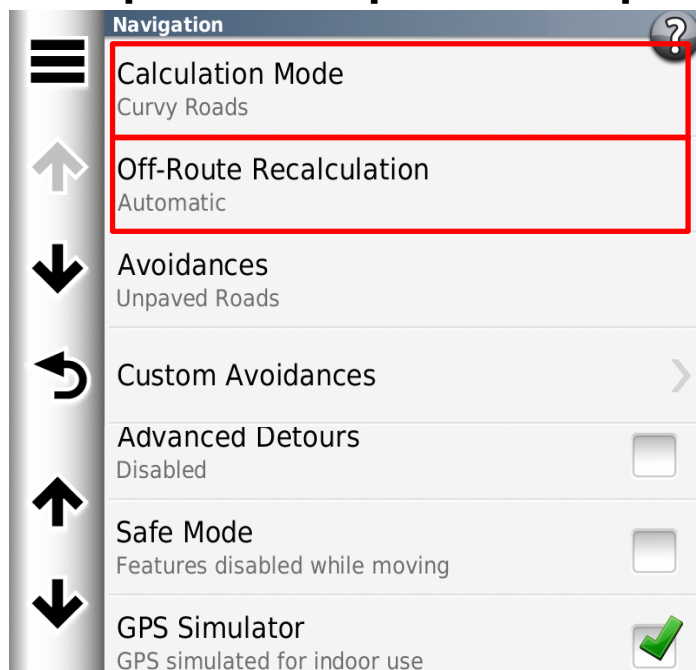 Navigation
?
Calculation Mode
Curvy Roads
Off-Route Recalculation
Automatic
Avoidances
Unpaved Roads
Custom Avoidances
Advanced Detours
Disabled
Safe Mode
Features disabled while moving
GPS Simulator
GPS simulated for indoor use